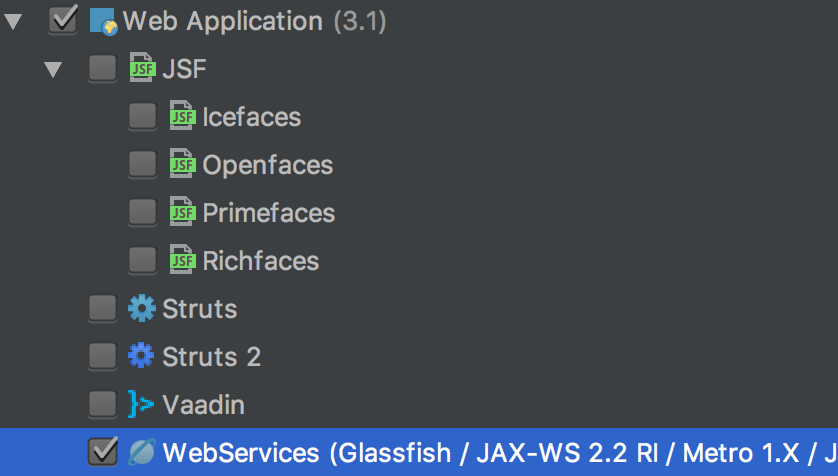 Web Application (3.1)
JSF JSF
JSF Icefaces
JSF Openfaces
JSF Primefaces
JSF Richfaces
Struts
Struts 2
Vaadin
WebServices (Glassfish / JAX-WS 2.2 RI / Metro 1.X / J